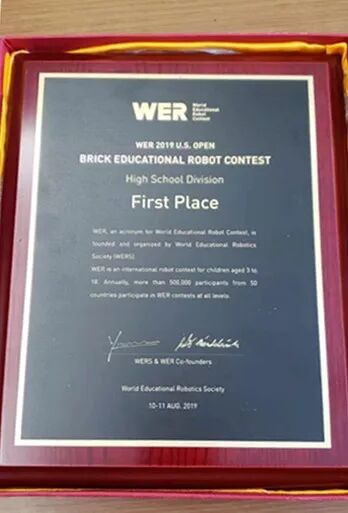 WER World
Educational
Robot
Contest
WER 2019 U.S. OPEN
BRICK EDUCATIONAL ROBOT CONTEST
High School Division
First Place
WER, an acronym for World Educational Robot Contest, is
founded and organized by World Educational Robotics
Society (WERS)
WER is an international robot contest for children aged 3 to
18. Annually, more than 500,000 participants from 50
countries participate in WER contests at all levels.
WERS & WER Co-founders
World Educational Robotics Society
10-11 AUG. 2019